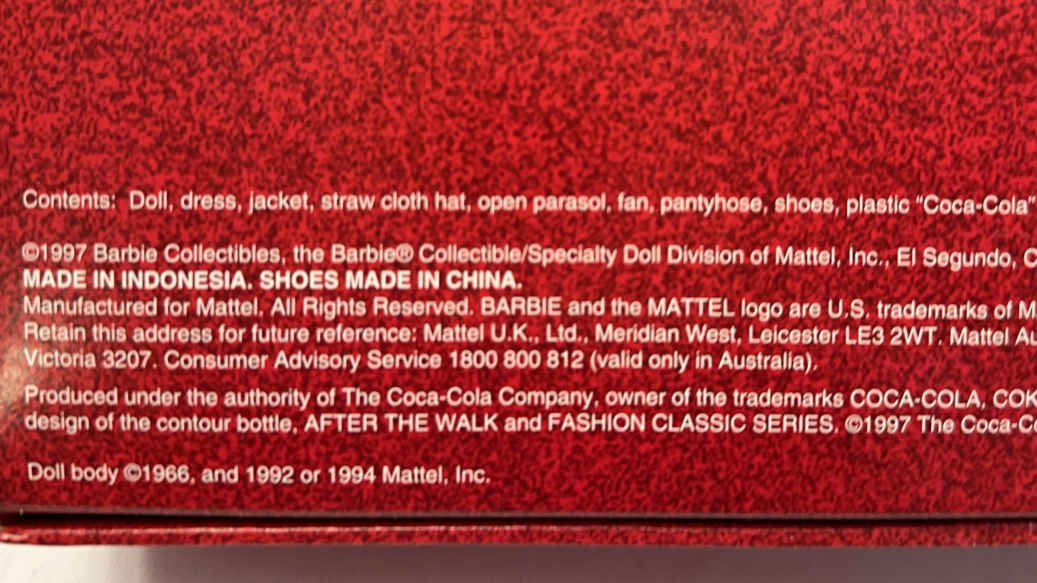 Contents: Doll, dress, jacket, straw cloth hat, open parasol, fan, pantyhose, shoes, plastic "Coca-Cola"
©1997 Barbie Collectibles, the Barbie® Collectible/Specialty Doll Division of Mattel, Inc., El Segundo, C
MADE IN INDONESIA. SHOES MADE IN CHINA.
Manufactured for Mattel. All Rights Reserved. BARBIE and the MATTEL logo are U.S. trademarks of M
Retain this address for future reference: Mattel U.K., Ltd., Meridian West, Leicester LE3 2WT. Mattel Au
Victoria 3207. Consumer Advisory Service 1800 800 812 (valid only in Australia).
Produced under the authority of The Coca-Cola Company, owner of the trademarks COCA-COLA, COK
design of the contour bottle, AFTER THE WALK and FASHION CLASSIC SERIES. ©1997 The Coca-Co
Doll body ©1966, and 1992 or 1994 Mattel, Inc.